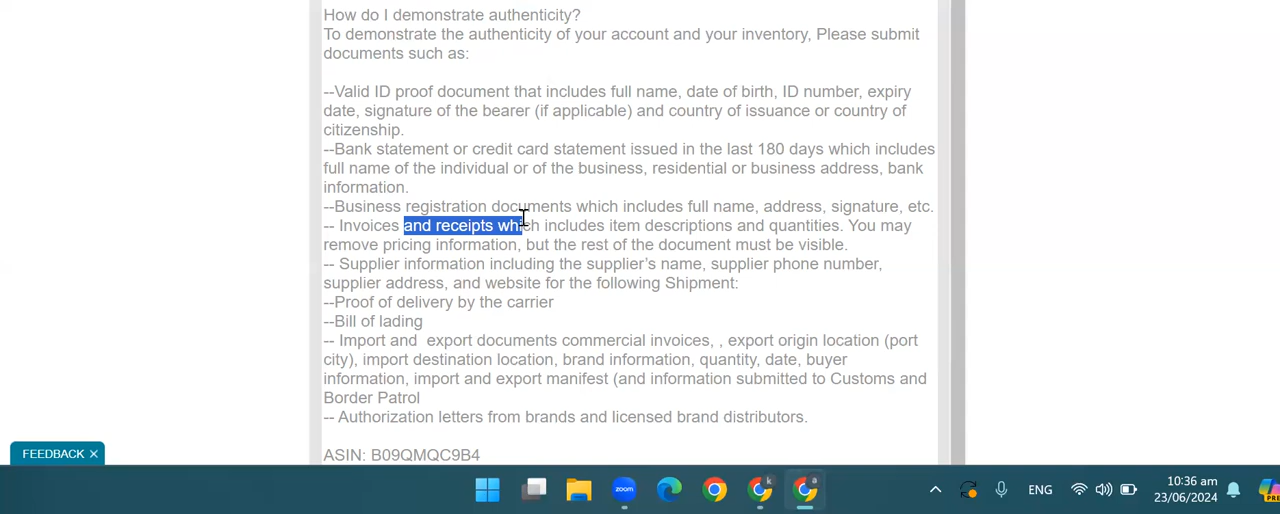 How do I demonstrate authenticity?
To demonstrate the authenticity of your account and your inventory, Please submit
documents such as:
--Valid ID proof document that includes full name, date of birth, ID number, expiry
date, signature of the bearer (if applicable) and country of issuance or country of
citizenship.
--Bank statement or credit card statement issued in the last 180 days which includes
full name of the individual or of the business, residential or business address, bank
information.
--Business registration documents which includes full name, address, signature, etc.
-- Invoices and receipts which includes item descriptions and quantities. You may
remove pricing information, but the rest of the document must be visible.
-- Supplier information including the supplier’s name, supplier phone number,
supplier address, and website for the following Shipment:
--Proof of delivery by the carrier
--Bill of lading
-- Import and  export documents commercial invoices, , export origin location (port
city), import destination location, brand information, quantity, date, buyer
information, import and export manifest (and information submitted to Customs and
Border Patrol
-- Authorization letters from brands and licensed brand distributors.
ASIN: B09QMQC9B4
FEEDBACK ×
zoom
k
a
ENG
10:36 am
23/06/2024
PRE